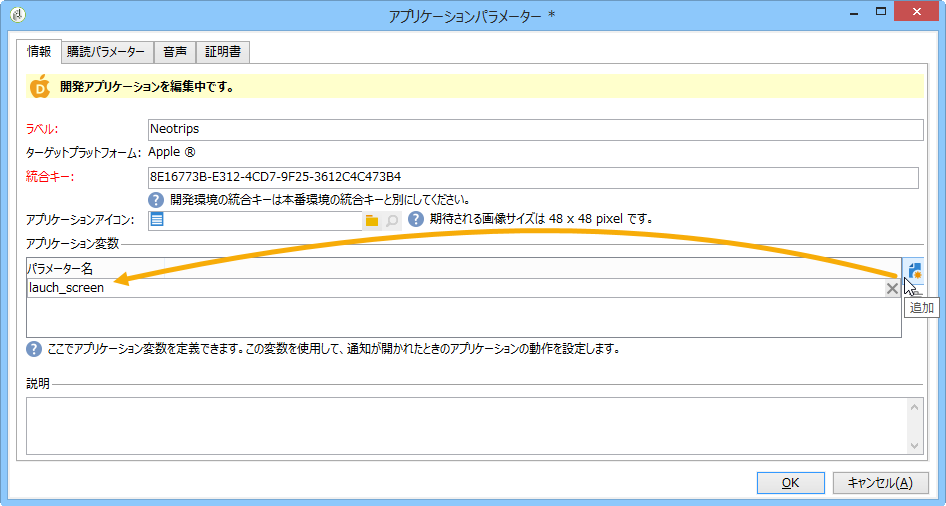 アプリケーションパラメーター *
情報 購読パラメーター 音声 証明書
D 開発アプリケーションを編集中です。
ラベル: Neotrips
ターゲットプラットフォーム: Apple ®
統合キー: 8E16773B-E312-4CD7-9F25-3612C4C473B4
? 開発環境の統合キーは本番環境の統合キーと別にしてください。
アプリケーションアイコン: ? 期待される画像サイズは 48 x 48 pixel です。
アプリケーション変数
パラメーター名
lauch_screen
追加
? ここでアプリケーション変数を定義できます。この変数を使用して、通知が開かれたときのアプリケーションの動作を設定します。
説明
OK キャンセル(A)